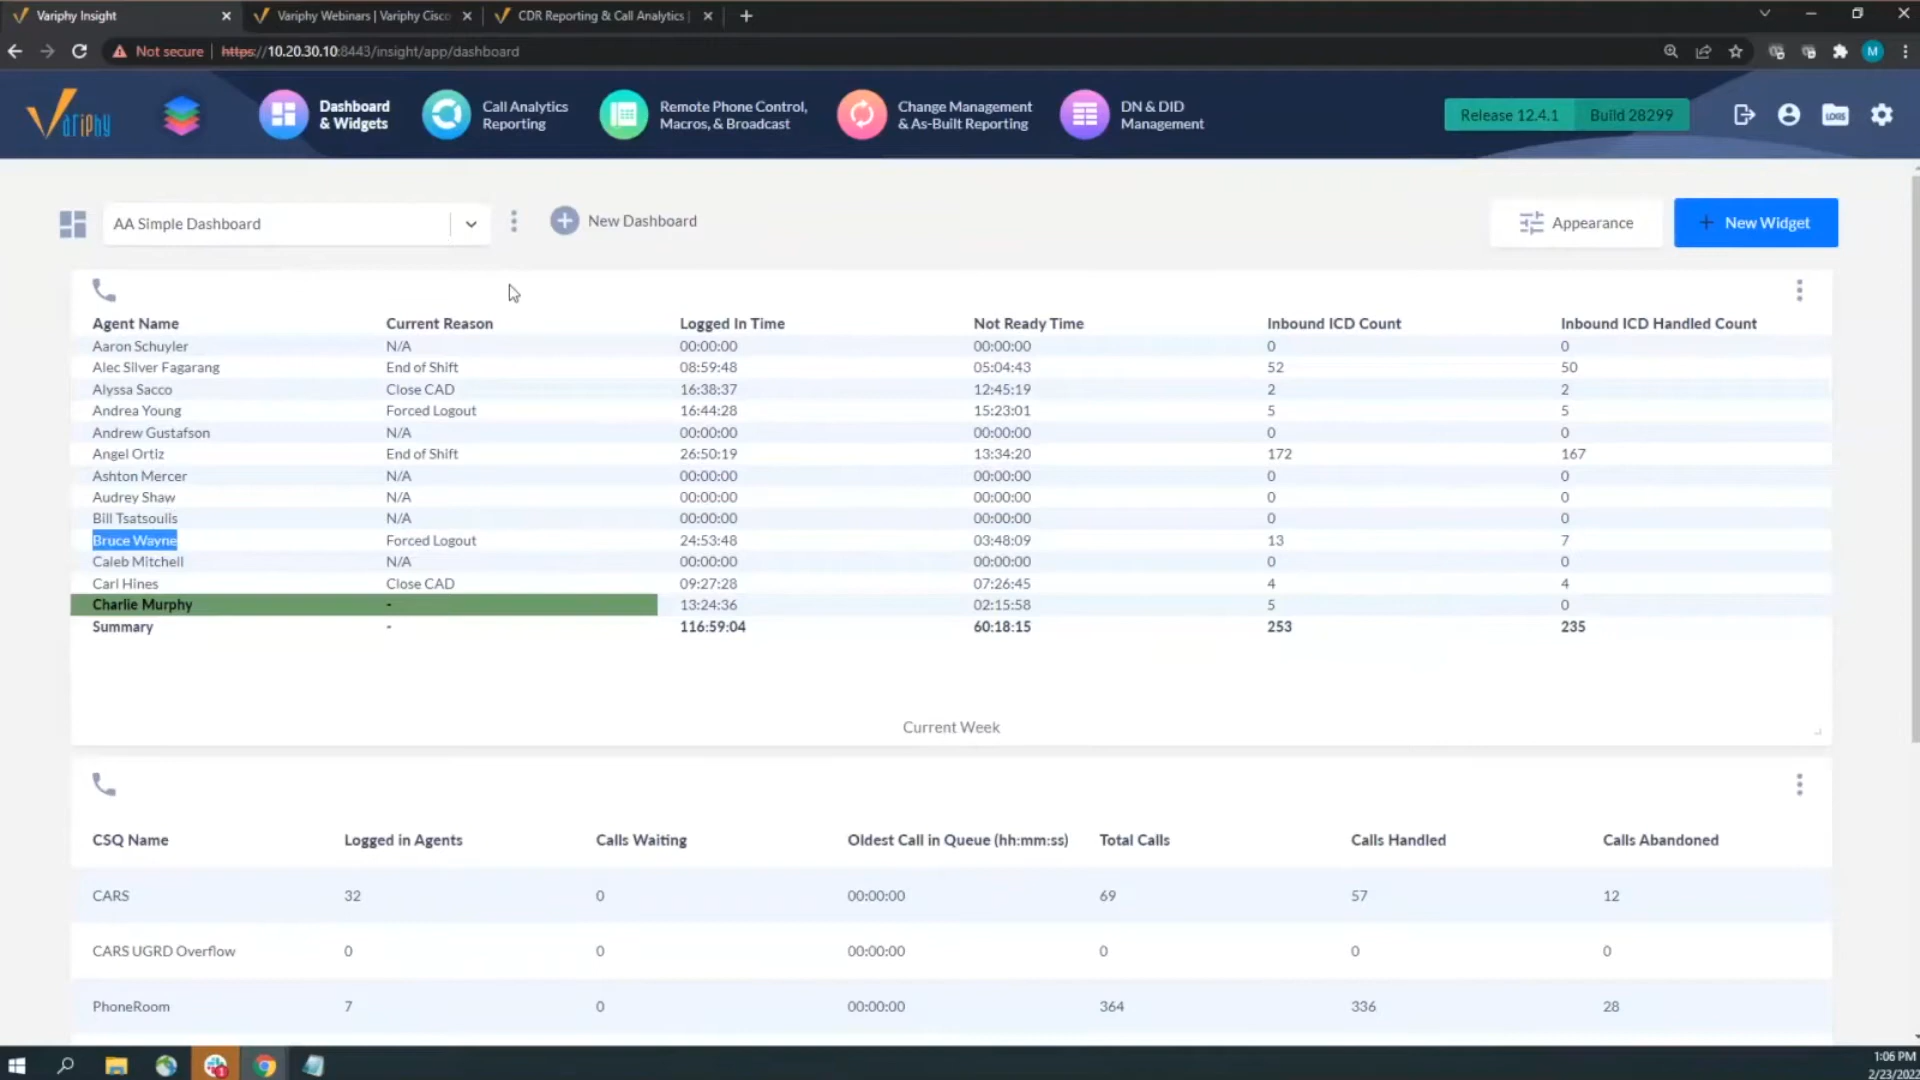 Variphy Insight
Variphy Webinars | Variphy Cisco
CDR Reporting & Call Analytics |
Not secure
https://10.20.30.10:8443/insight/app/dashboard
M
Variphy
Dashboard
& Widgets
Call Analytics
Reporting
Remote Phone Control,
Macros, & Broadcast
Change Management
& As-Built Reporting
DN & DID
Management
Release 12.4.1 Build 28299
LOGS
AA Simple Dashboard
New Dashboard
Appearance
New Widget
Agent Name Current Reason Logged In Time Not Ready Time Inbound ICD Count Inbound ICD Handled Count
Aaron Schuyler N/A 00:00:00 00:00:00 0 0
Alec Silver Fagarang End of Shift 08:59:48 05:04:43 52 50
Alyssa Sacco Close CAD 16:38:37 12:45:19 2 2
Andrea Young Forced Logout 16:44:28 15:23:01 5 5
Andrew Gustafson N/A 00:00:00 00:00:00 0 0
Angel Ortiz End of Shift 26:50:19 13:34:20 172 167
Ashton Mercer N/A 00:00:00 00:00:00 0 0
Audrey Shaw N/A 00:00:00 00:00:00 0 0
Bill Tsatsoulis N/A 00:00:00 00:00:00 0 0
Bruce Wayne Forced Logout 24:53:48 03:48:09 13 7
Caleb Mitchell N/A 00:00:00 00:00:00 0 0
Carl Hines Close CAD 09:27:28 07:26:45 4 4
Charlie Murphy - 13:24:36 02:15:58 5 0
Summary - 116:59:04 60:18:15 253 235
Current Week
CSQ Name Logged in Agents Calls Waiting Oldest Call in Queue (hh:mm:ss) Total Calls Calls Handled Calls Abandoned
CARS 32 0 00:00:00 69 57 12
CARS UGRD Overflow 0 0 00:00:00 0 0 0
PhoneRoom 7 0 00:00:00 364 336 28
1
1:06 PM
2/23/2022